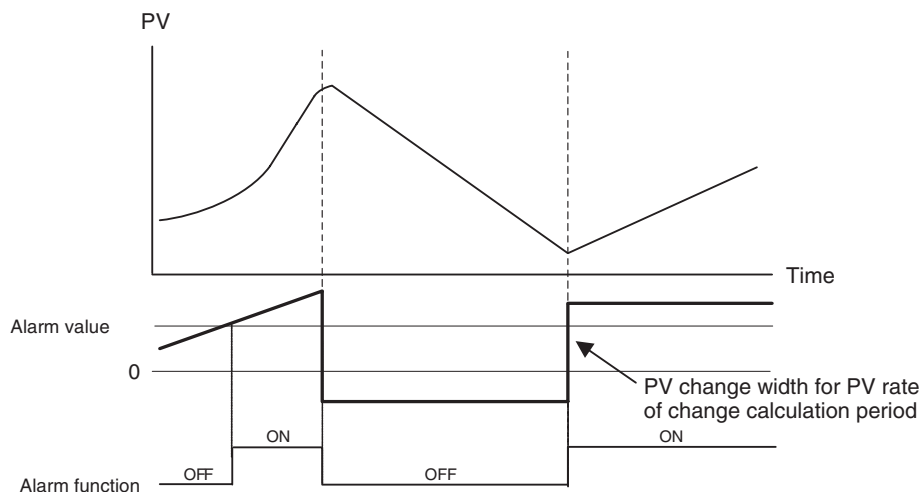 PV
Time
Alarm value
0
PV change width for PV rate
of change calculation period
ON
ON
OFF
OFF
Alarm function